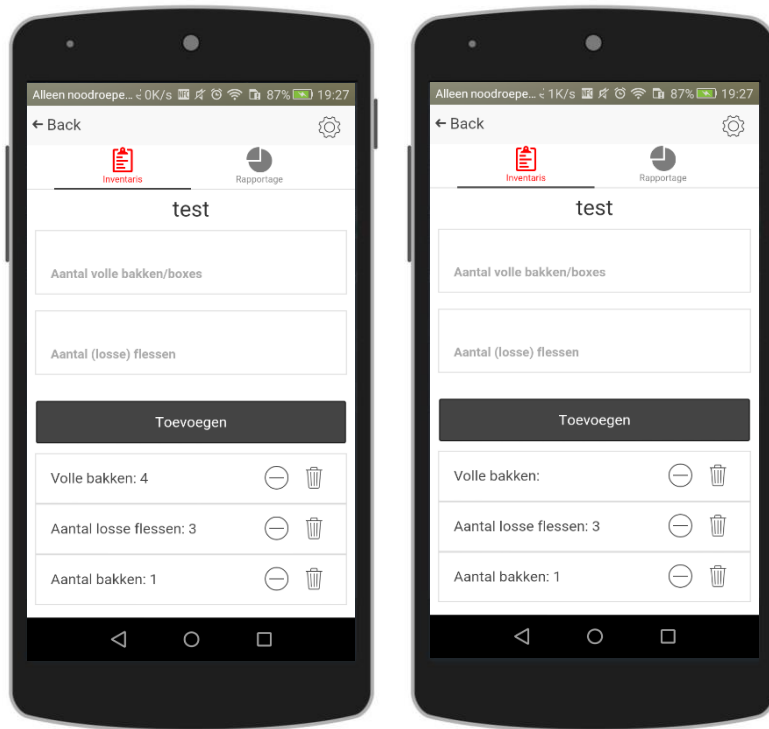 Alleen noodroepe... 0K/s NFC 87% 19:27
← Back
Inventaris Rapportage
test
Aantal volle bakken/boxes
Aantal (losse) flessen
Toevoegen
Volle bakken: 4
Aantal losse flessen: 3
Aantal bakken: 1
Alleen noodroepe... 1K/s NFC 87% 19:27
← Back
Inventaris Rapportage
test
Aantal volle bakken/boxes
Aantal (losse) flessen
Toevoegen
Volle bakken:
Aantal losse flessen: 3
Aantal bakken: 1